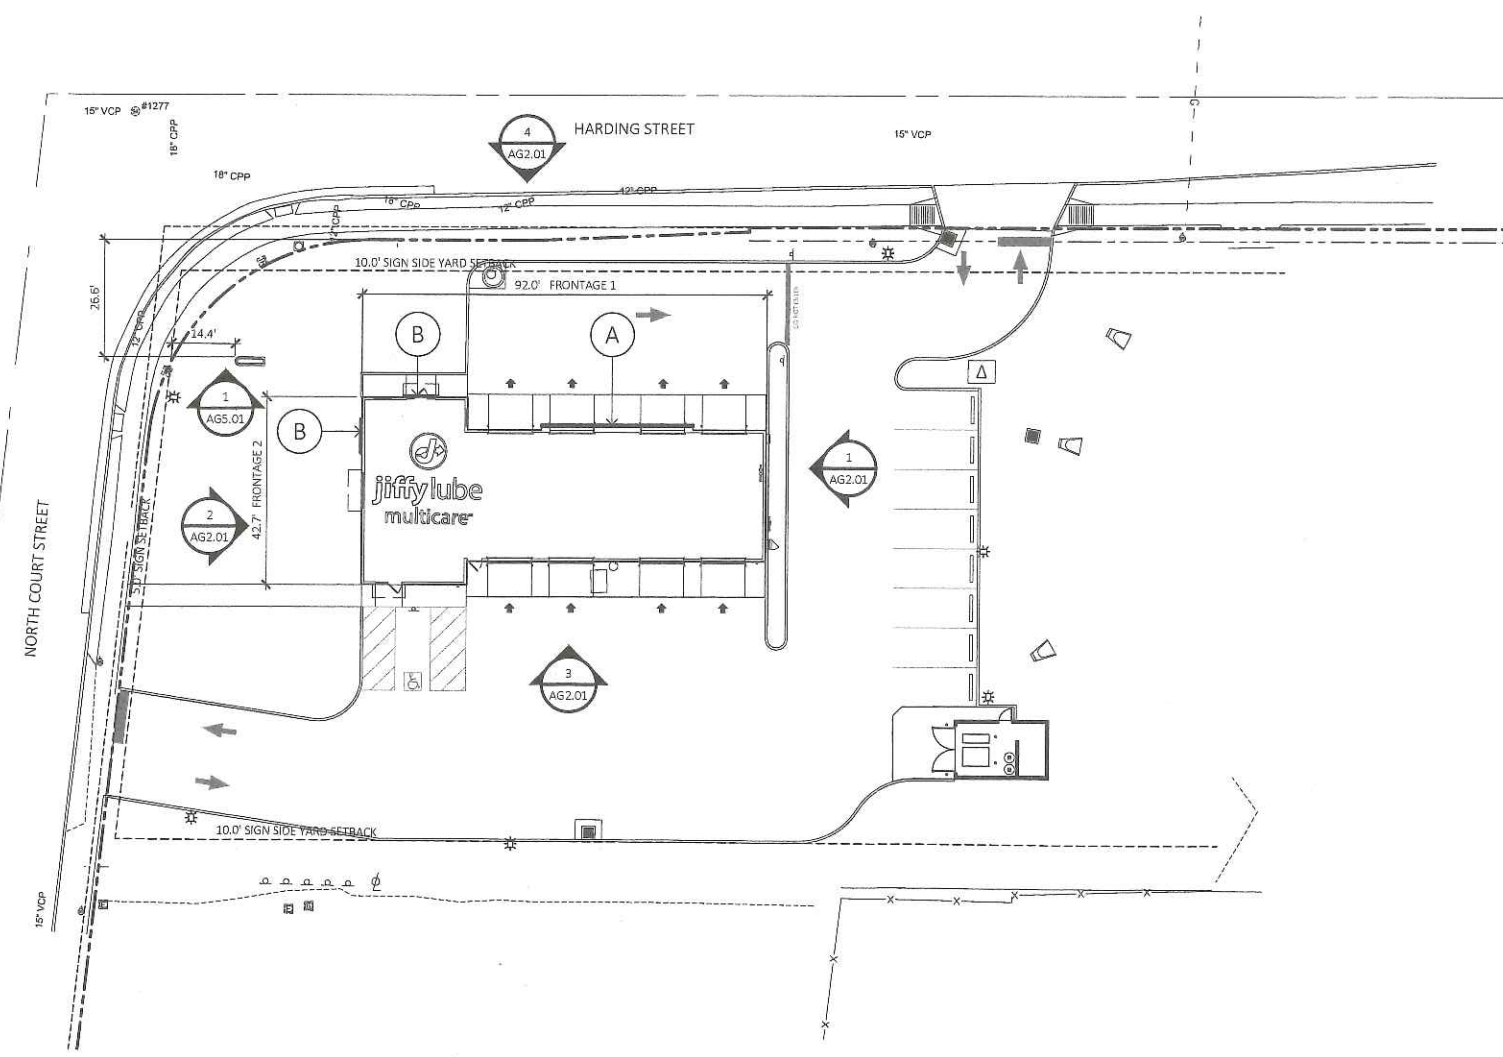 15" VCP
#1277
18" CPP
4
AG2.01
HARDING STREET
15" VCP
G
18" CPP
12" CPP
18" CPP
12" CPP
12" CPP
10.0' SIGN SIDE YARD SETBACK
92.0' FRONTAGE 1
DO NOT ENTER
26.6'
12" CPP
14.4'
B
A
1
AG5.01
B
42.7' FRONTAGE 2
jiffy lube
multicare
1
AG2.01
2
AG2.01
5.0' SIGN SETBACK
NORTH COURT STREET
3
AG2.01
10.0' SIGN SIDE YARD SETBACK
15" VCP
X
X
X
X
X
X
X